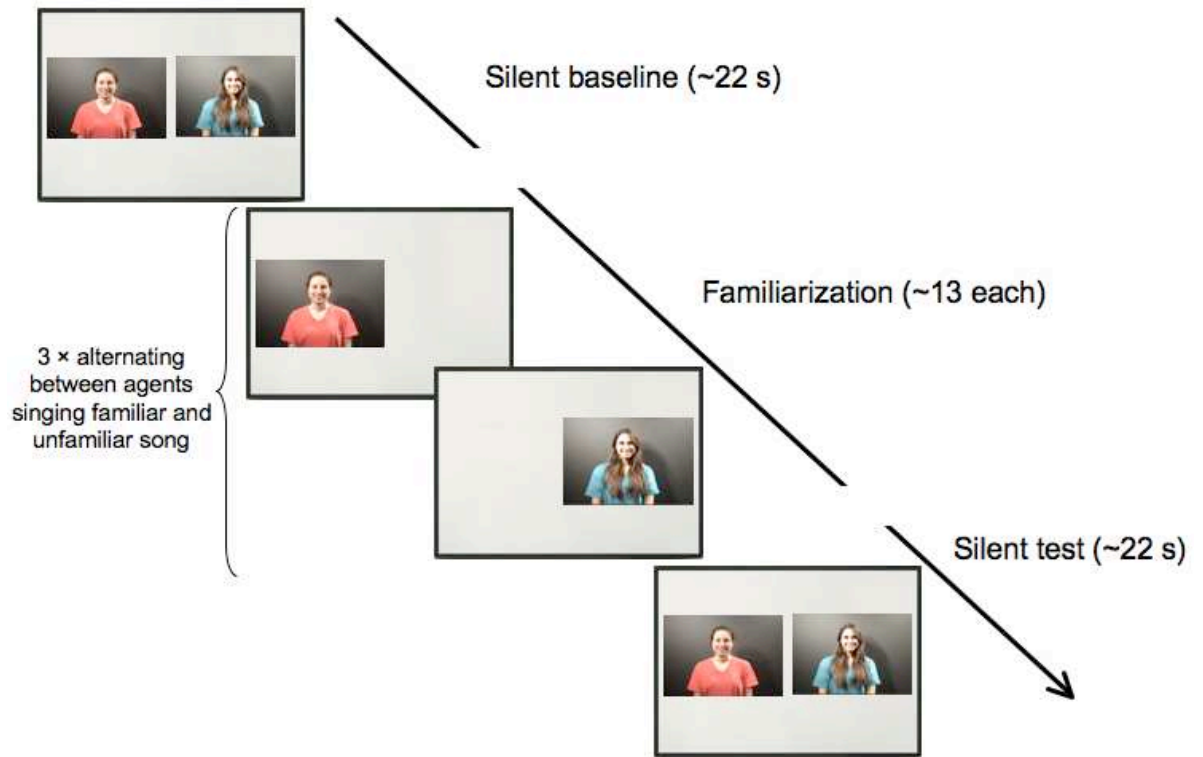 Silent baseline (~22 s)
Familiarization (~13 each)
3 × alternating
between agents
singing familiar and
unfamiliar song
Silent test (~22 s)